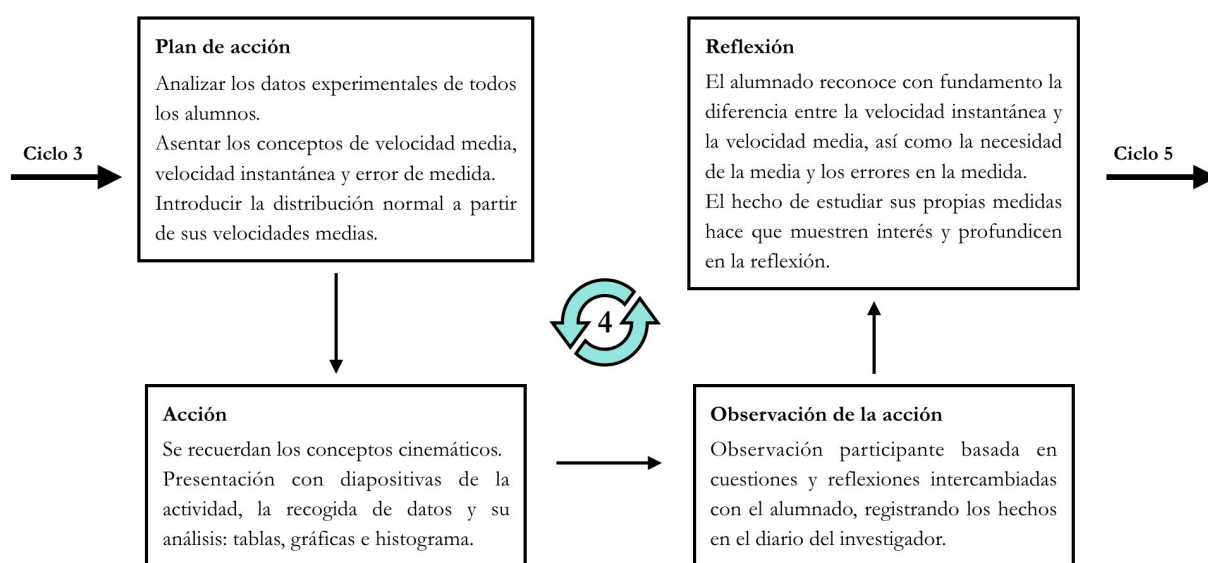 Ciclo 3
Plan de acción
Analizar los datos experimentales de todos
los alumnos.
Asentar los conceptos de velocidad media,
velocidad instantánea y error de medida.
Introducir la distribución normal a partir
de sus velocidades medias.
Acción
Se recuerdan los conceptos cinemáticos.
Presentación con diapositivas de la
actividad, la recogida de datos y su
análisis: tablas, gráficas e histograma.
4
Observación de la acción
Observación participante basada en
cuestiones y reflexiones intercambiadas
con el alumnado, registrando los hechos
en el diario del investigador.
Reflexión
El alumnado reconoce con fundamento la
diferencia entre la velocidad instantánea y
la velocidad media, así como la necesidad
de la media y los errores en la medida.
El hecho de estudiar sus propias medidas
hace que muestren interés y profundicen
en la reflexión.
Ciclo 5